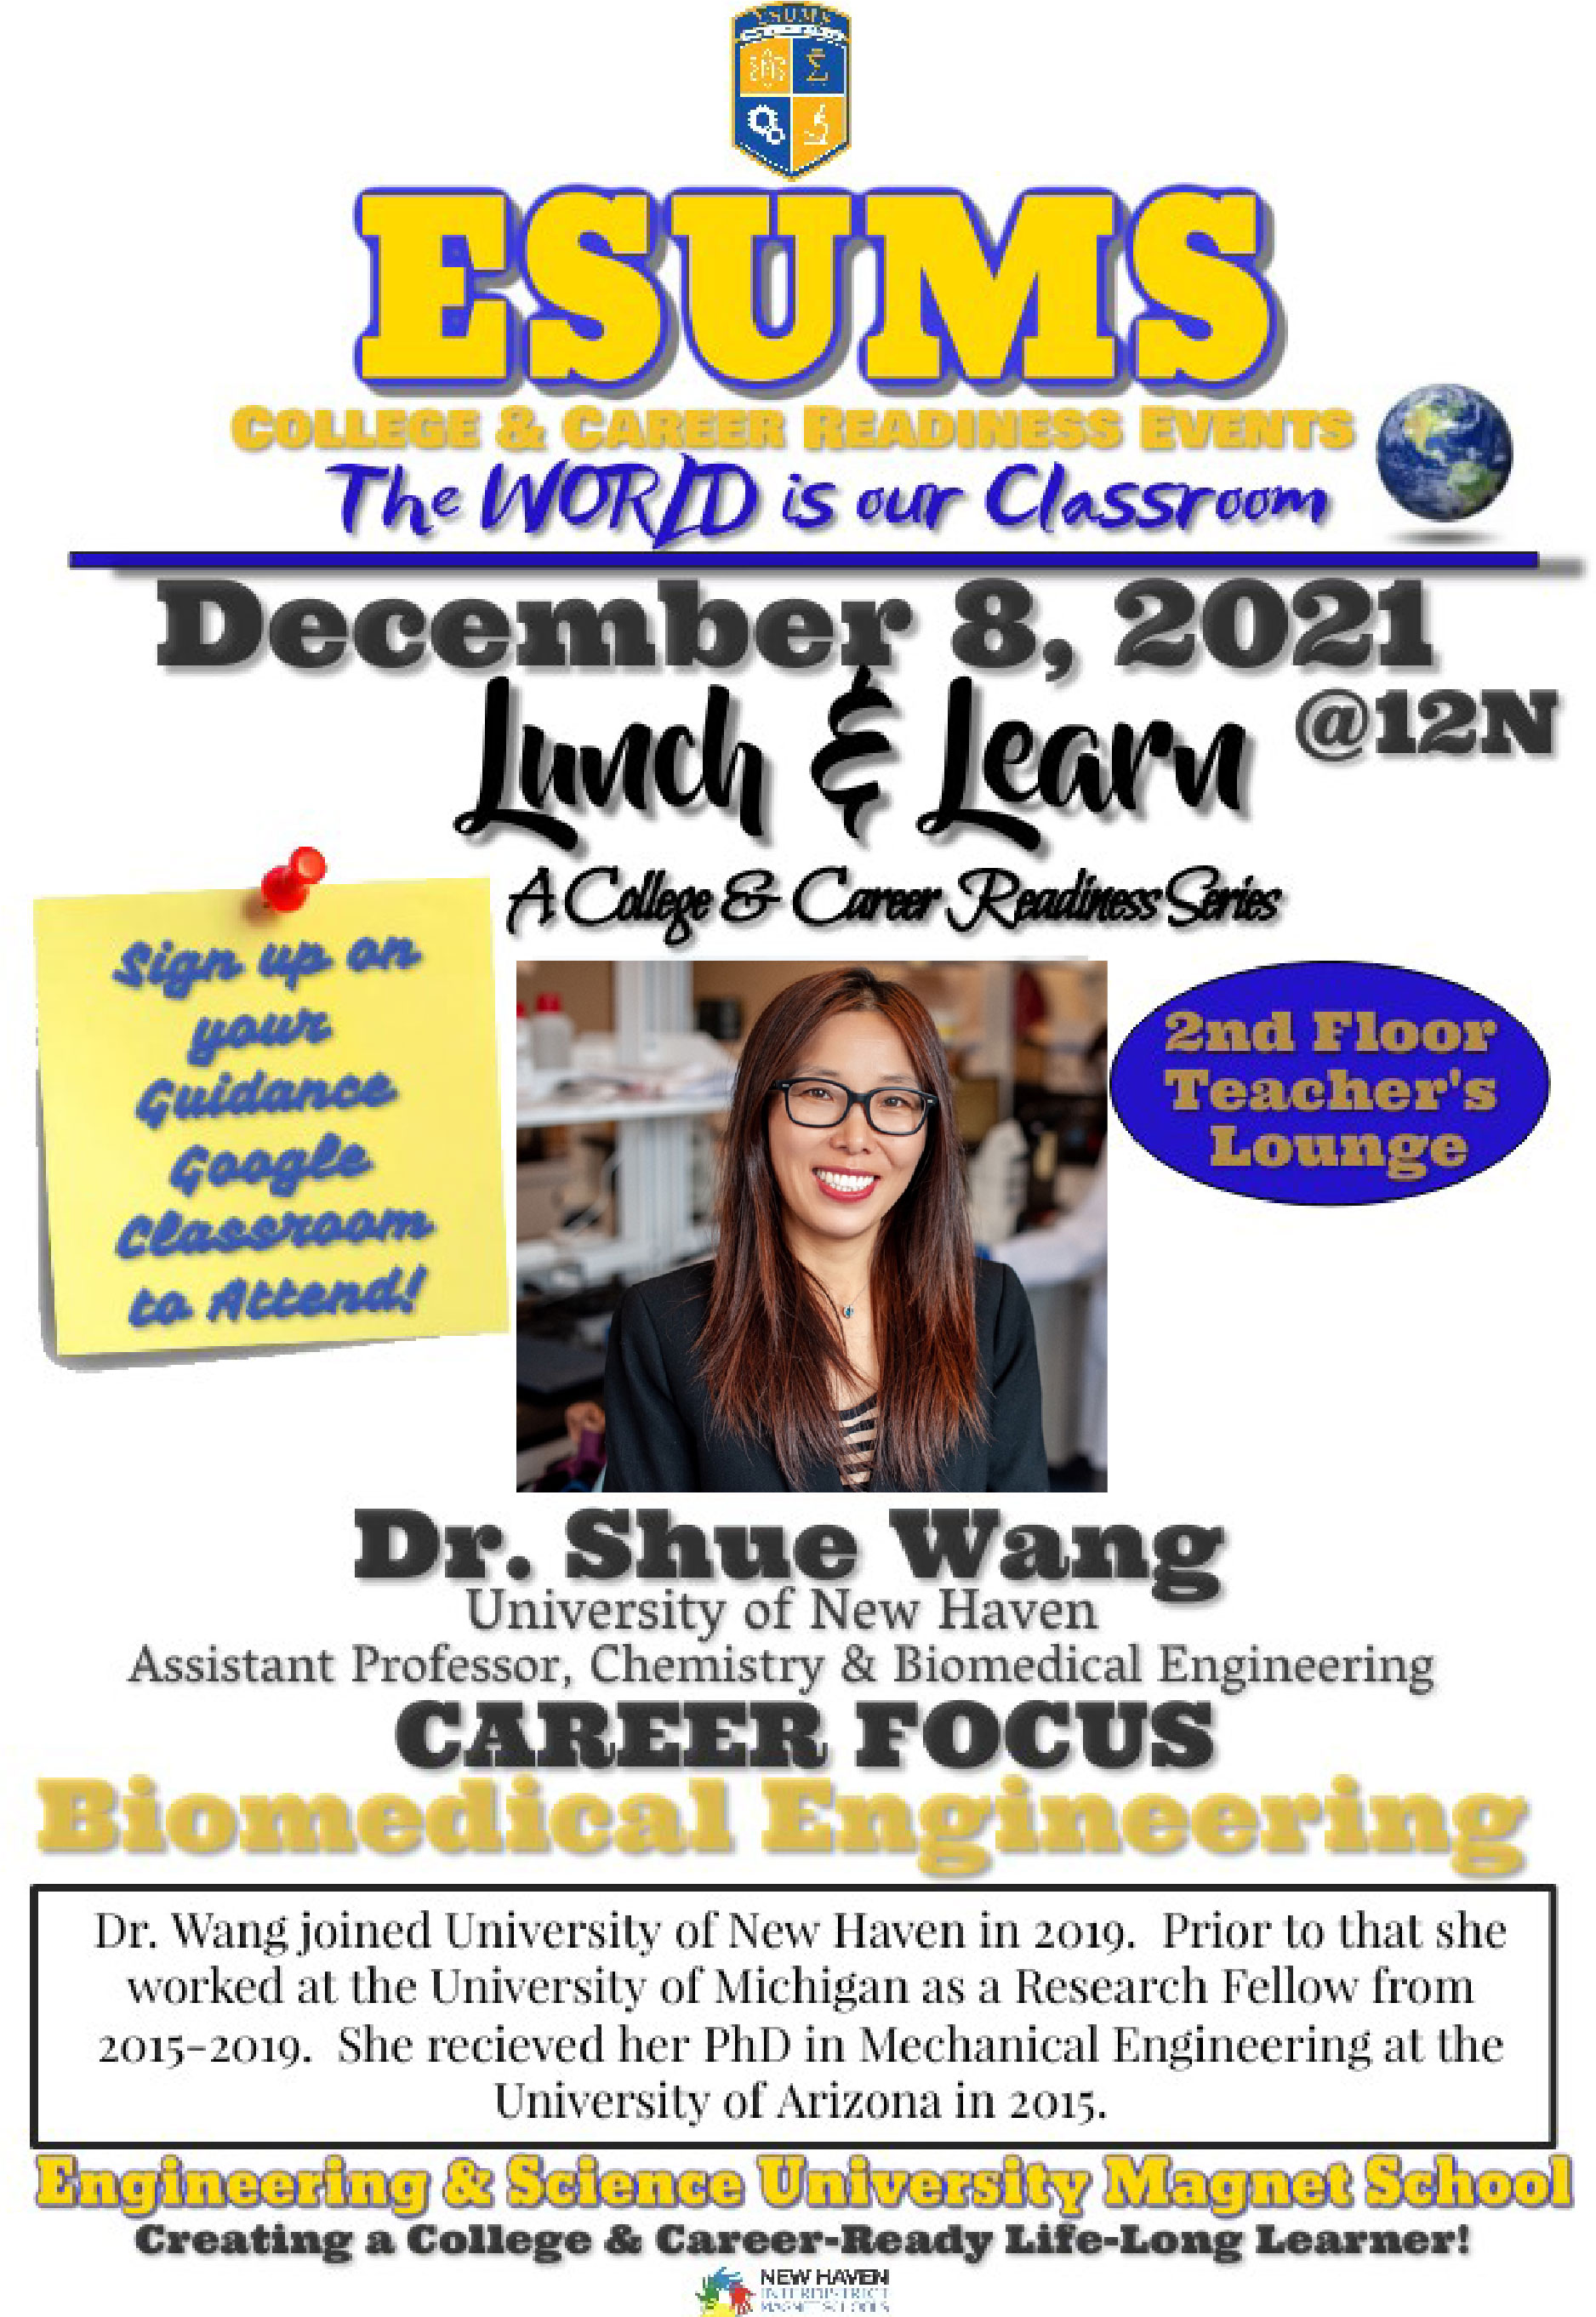 ESUMS
ESUMS
COLLEGE & CAREER READINESS EVENTS
The WORLD is our Classroom
December 8, 2021
@12N
Lunch & Learn
A College & Career Readiness Series
Sign up on
your
Guidance
Google
Classroom
to Attend!
2nd Floor
Teacher's
Lounge
Dr. Shue Wang
University of New Haven
Assistant Professor, Chemistry & Biomedical Engineering
CAREER FOCUS
Biomedical Engineering
Dr. Wang joined University of New Haven in 2019. Prior to that she
worked at the University of Michigan as a Research Fellow from
2015-2019. She recieved her PhD in Mechanical Engineering at the
University of Arizona in 2015.
Engineering & Science University Magnet School
Creating a College & Career-Ready Life-Long Learner!
NEW HAVEN
INTERDISTRICT
MAGNET SCHOOLS